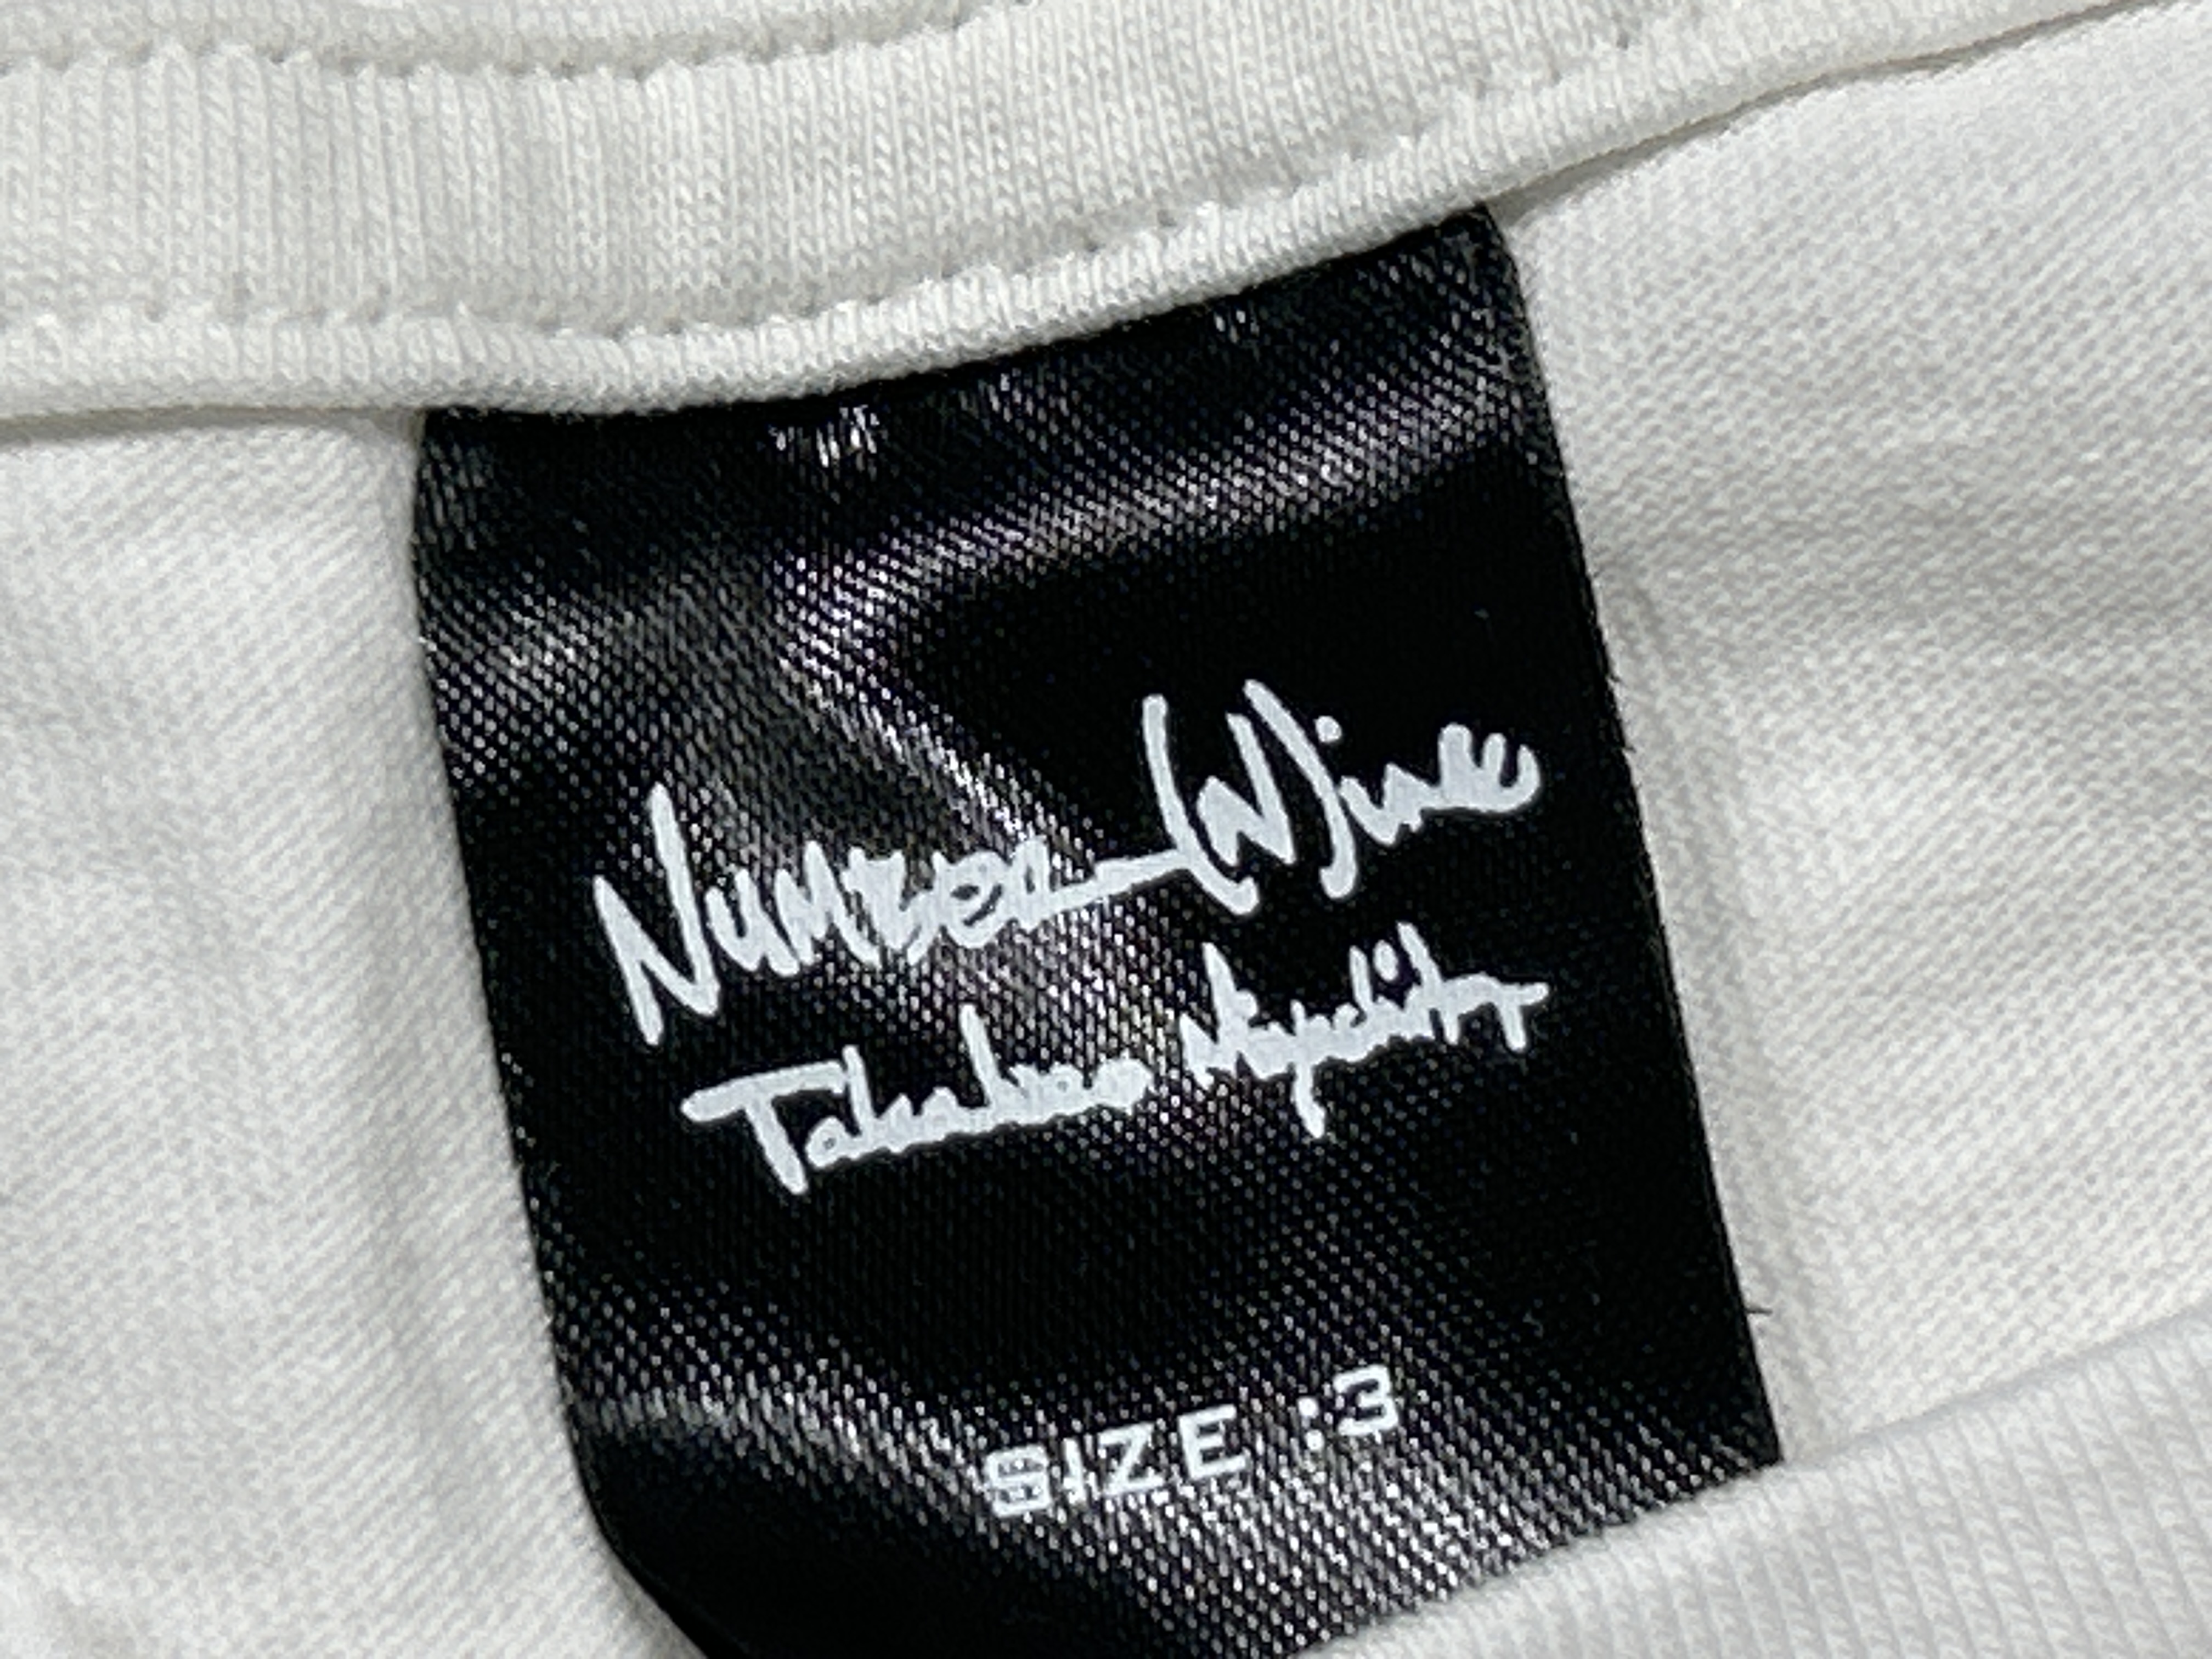 Number (N)ine
Takahiro Miyashita
SIZE :3